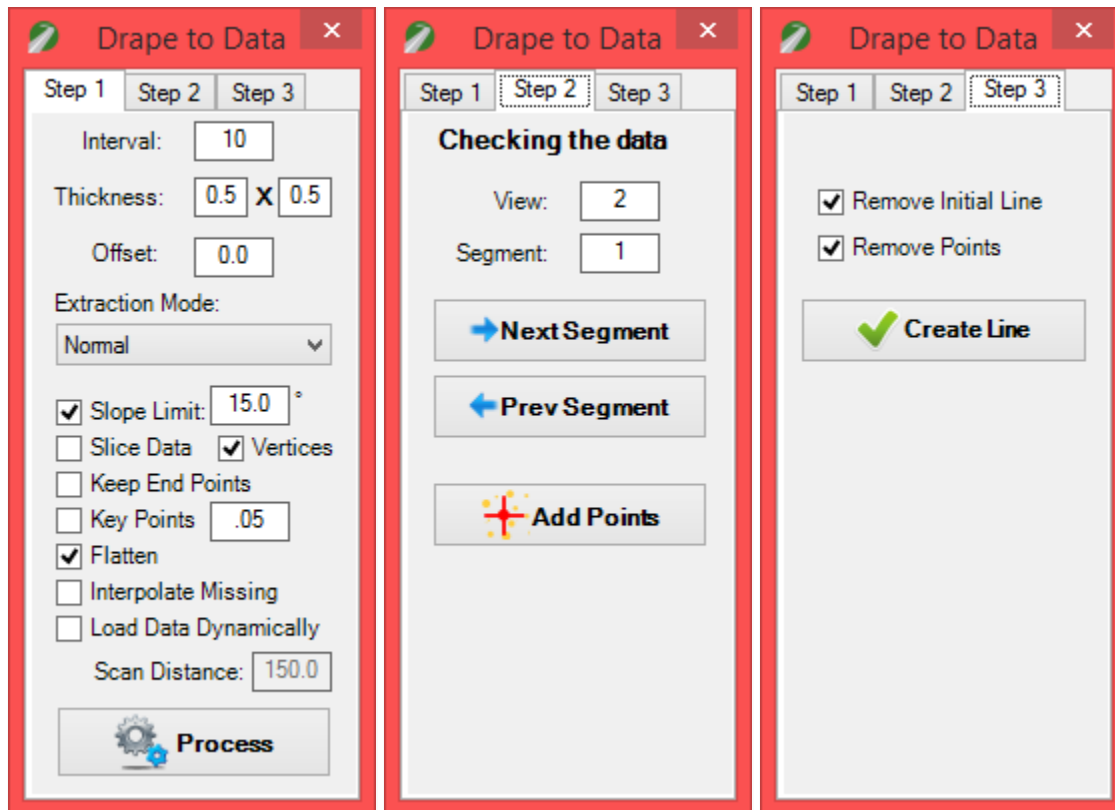 Drape to Data ×
Step 1 Step 2 Step 3
Interval: 10
Thickness: 0.5 X 0.5
Offset: 0.0
Extraction Mode:
Normal
Slope Limit: 15.0 °
Slice Data Vertices
Keep End Points
Key Points .05
Flatten
Interpolate Missing
Load Data Dynamically
Scan Distance: 150.0
Process
Drape to Data ×
Step 1 Step 2 Step 3
Checking the data
View: 2
Segment: 1
Next Segment
Prev Segment
Add Points
Drape to Data ×
Step 1 Step 2 Step 3
Remove Initial Line
Remove Points
Create Line